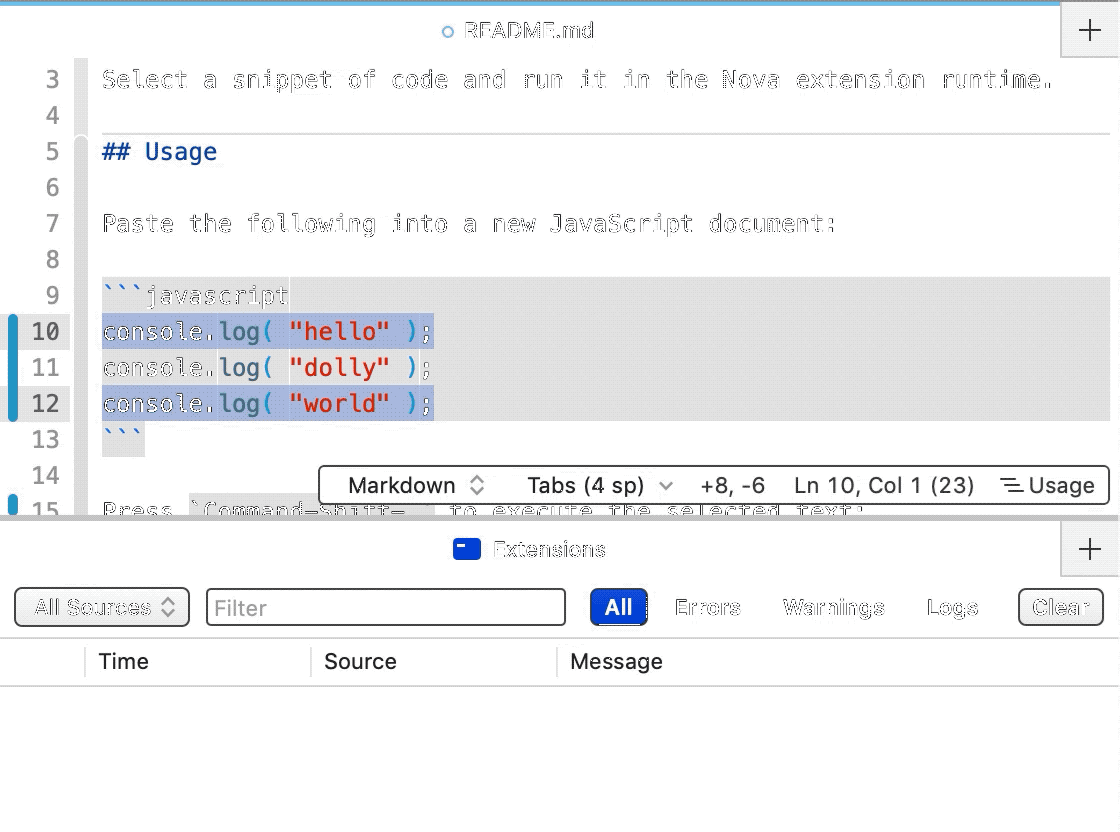 README.md
+
3 Select a snippet of code and run it in the Nova extension runtime.
4
5 ## Usage
6
7 Paste the following into a new JavaScript document:
8
9 ```javascript
10 console.log( "hello" );
11 console.log( "dolly" );
12 console.log( "world" );
13 ```
14
Markdown Tabs (4 sp) +8, -6 Ln 10, Col 1 (23) Usage
15 Press `Command-Shift- ` to execute the selected text:
Extensions
+
All Sources Filter All Errors Warnings Logs Clear
Time Source Message